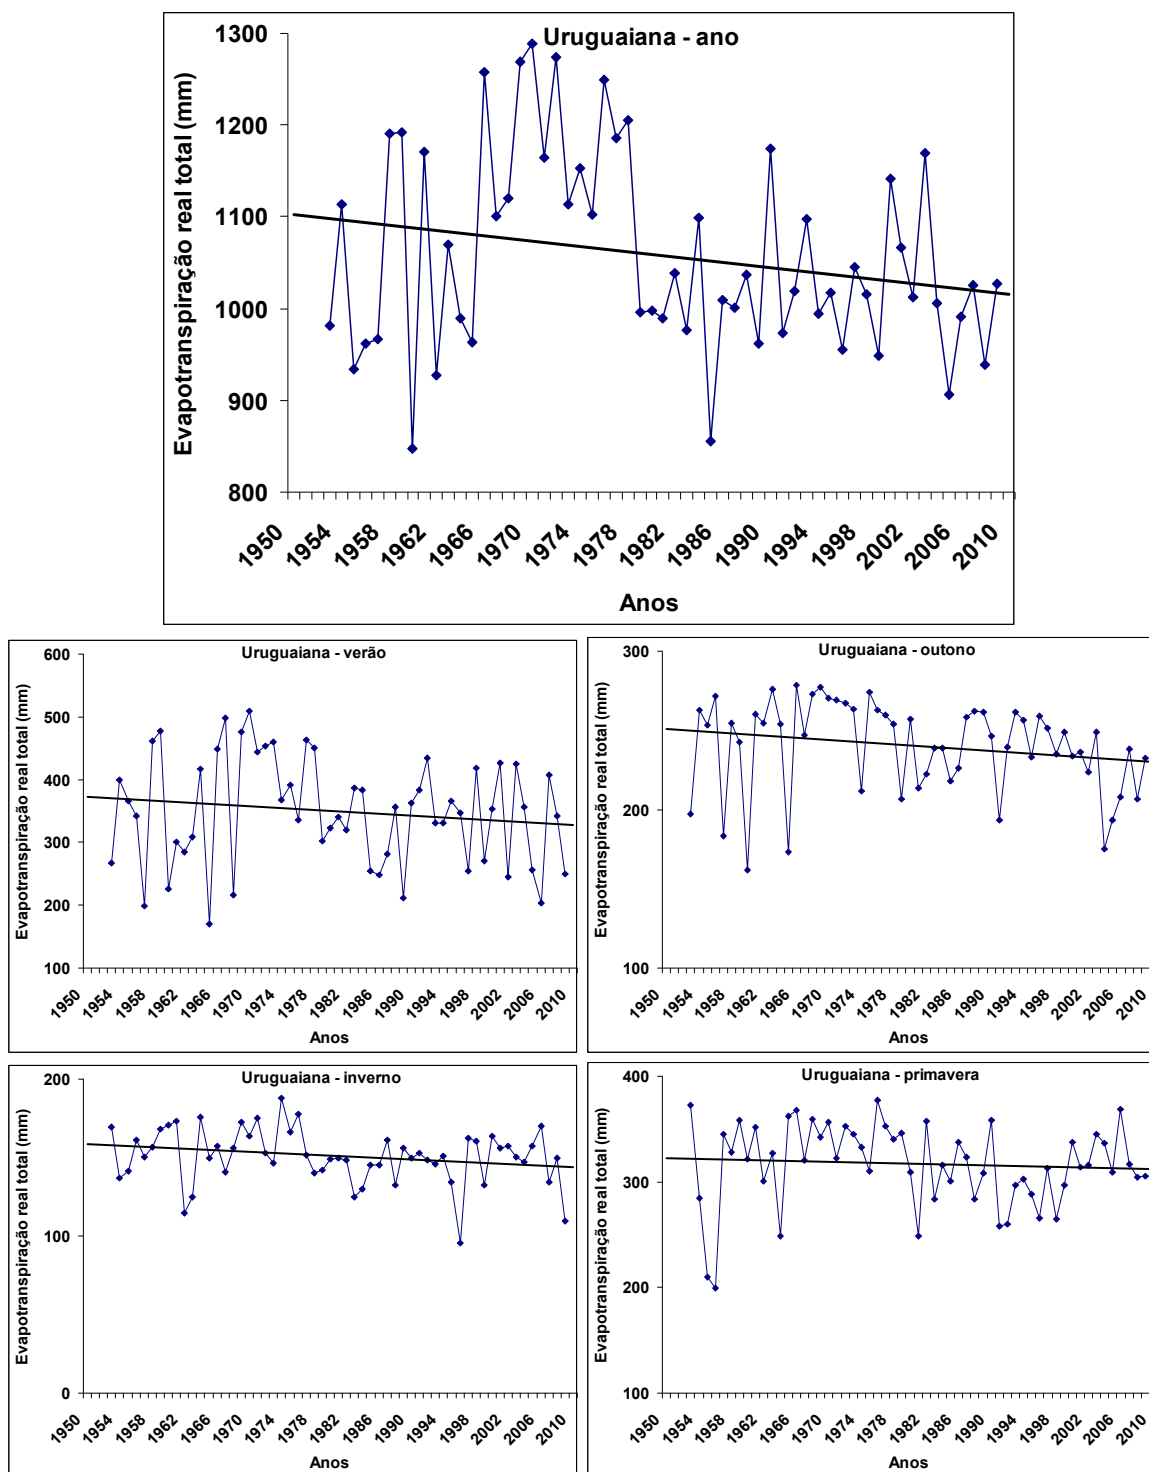 Uruguaiana - ano
Evapotranspiração real total (mm)
1300
1200
1100
1000
900
800
1950 1954 1958 1962 1966 1970 1974 1978 1982 1986 1990 1994 1998 2002 2006 2010
Anos
Uruguaiana - verão
Evapotranspiração real total (mm)
600
500
400
300
200
100
1950 1954 1958 1962 1966 1970 1974 1978 1982 1986 1990 1994 1998 2002 2006 2010
Anos
Uruguaiana - outono
Evapotranspiração real total (mm)
300
200
100
1950 1954 1958 1962 1966 1970 1974 1978 1982 1986 1990 1994 1998 2002 2006 2010
Anos
Uruguaiana - inverno
Evapotranspiração real total (mm)
200
100
0
1950 1954 1958 1962 1966 1970 1974 1978 1982 1986 1990 1994 1998 2002 2006 2010
Anos
Uruguaiana - primavera
Evapotranspiração real total (mm)
400
300
200
100
1950 1954 1958 1962 1966 1970 1974 1978 1982 1986 1990 1994 1998 2002 2006 2010
Anos